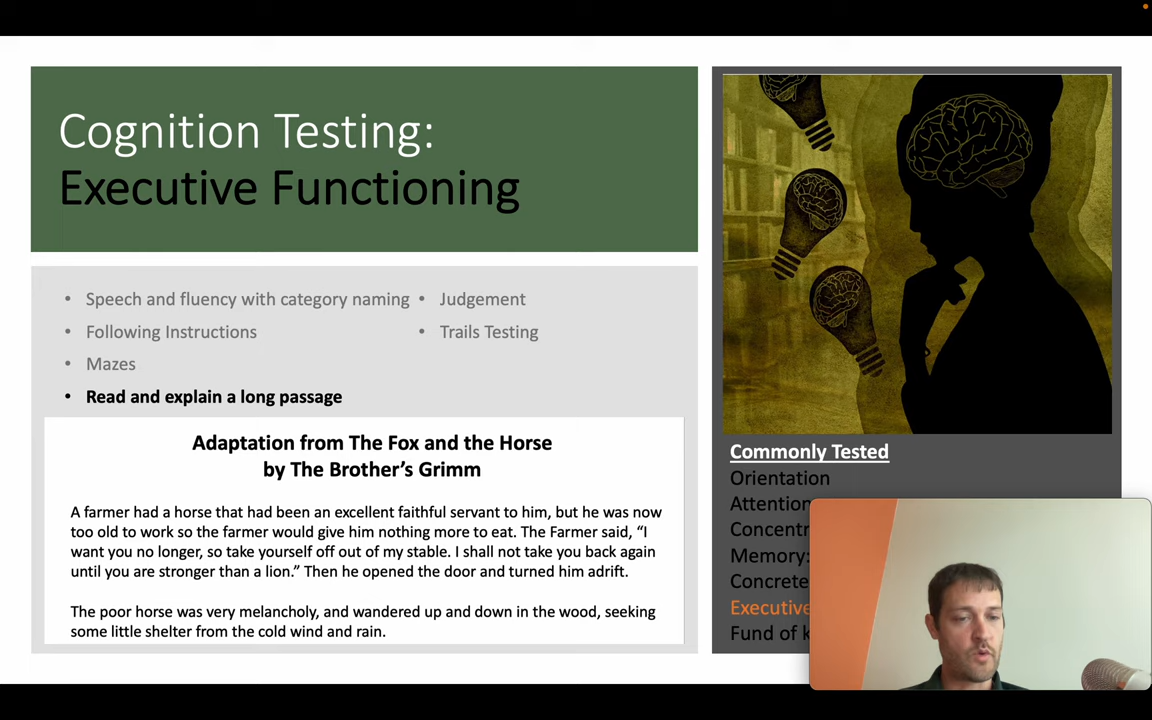 Cognition Testing:
Executive Functioning
• Speech and fluency with category naming
• Following Instructions
• Mazes
• Read and explain a long passage
• Judgement
• Trails Testing
Adaptation from The Fox and the Horse
by The Brother’s Grimm
A farmer had a horse that had been an excellent faithful servant to him, but he was now
too old to work so the farmer would give him nothing more to eat. The Farmer said, “I
want you no longer, so take yourself off out of my stable. I shall not take you back again
until you are stronger than a lion.” Then he opened the door and turned him adrift.
The poor horse was very melancholy, and wandered up and down in the wood, seeking
some little shelter from the cold wind and rain.
Commonly Tested
Orientation
Attention
Memory:
Concrete
Executive
Fund of